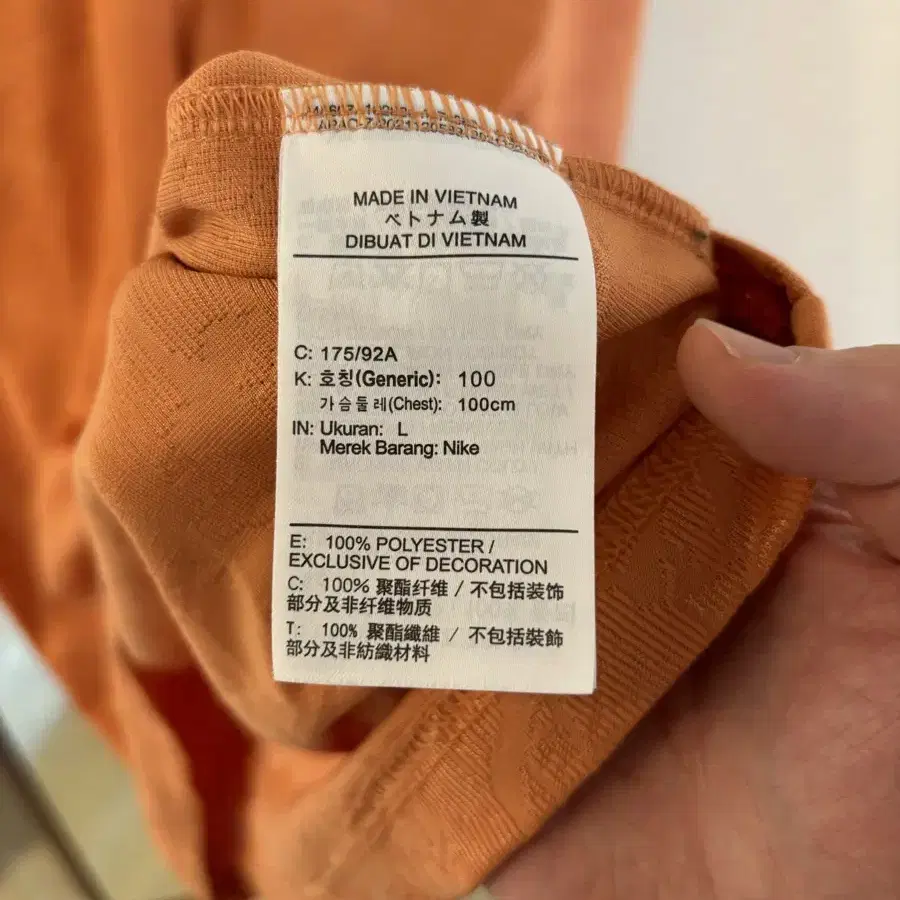 MADE IN VIETNAM
ベトナム製
DIBUAT DI VIETNAM
C: 175/92A
K: 호칭(Generic): 100
가슴둘레(Chest): 100cm
IN: Ukuran: L
Merek Barang: Nike
E: 100% POLYESTER /
EXCLUSIVE OF DECORATION
C: 100% 聚酯纤维 / 不包括装饰
部分及非纤维物质
T: 100% 聚酯纖維 / 不包括裝飾
部分及非紡織材料